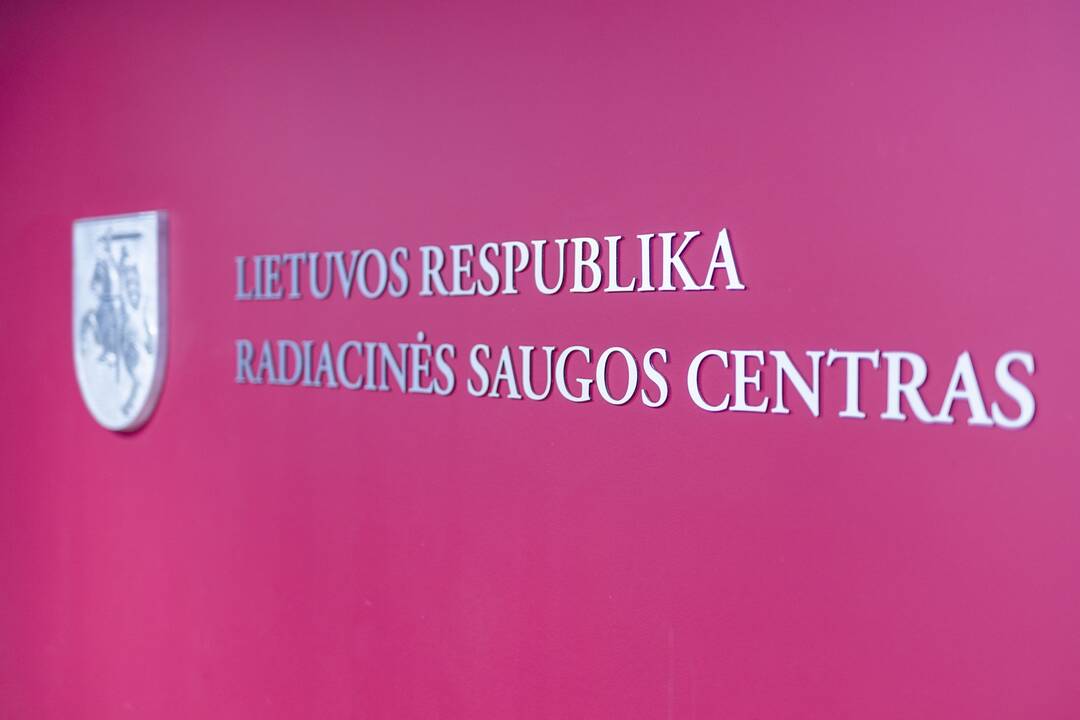 LIETUVOS RESPUBLIKA
RADIACINĖS SAUGOS CENTRAS